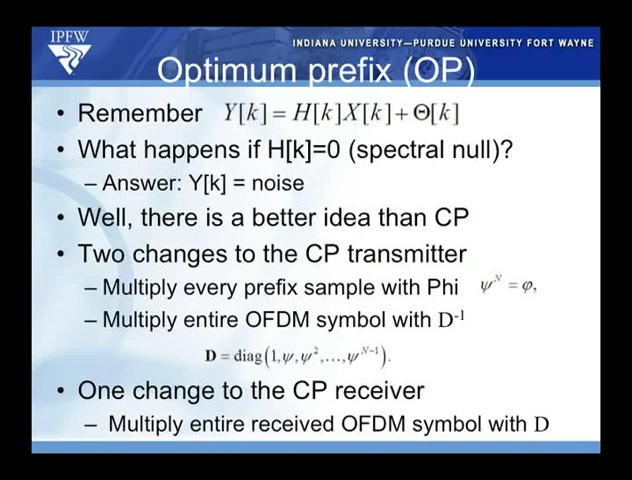 IPFW
INDIANA UNIVERSITY—PURDUE UNIVERSITY FORT WAYNE
Optimum prefix (OP)
• Remember Y[k] = H[k]X[k] + Θ[k]
• What happens if H[k]=0 (spectral null)?
– Answer: Y[k] = noise
• Well, there is a better idea than CP
• Two changes to the CP transmitter
– Multiply every prefix sample with Phi ψ^N = φ,
– Multiply entire OFDM symbol with D⁻¹
D = diag(1, ψ, ψ², ..., ψ^{N−1}).
• One change to the CP receiver
– Multiply entire received OFDM symbol with D